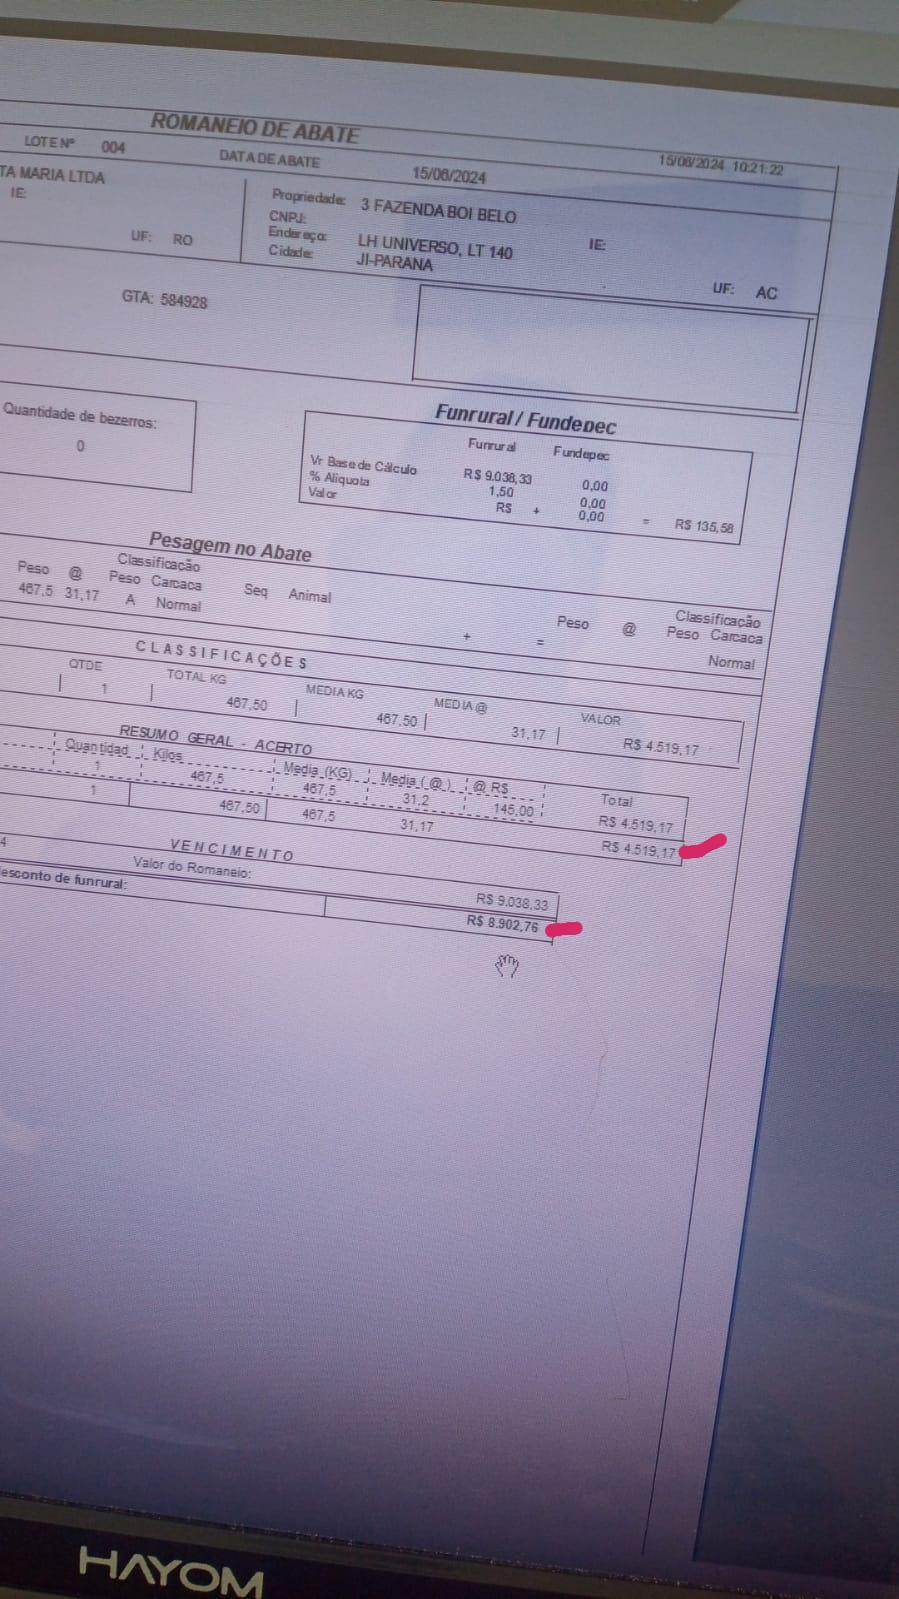 ROMANEIO DE ABATE
15/06/2024 10:21:22
LOTE Nº 004 DATA DE ABATE 15/06/2024
TA MARIA LTDA
IE:
UF: RO
Propriedade: 3 FAZENDA BOI BELO
CNPJ: IE:
Endereço: LH UNIVERSO, LT 140
Cidade: JI-PARANA UF: AC
GTA: 584928
Quantidade de bezerros:
0
Funrural / Fundepec
Funrural Fundepec
Vr Base de Cálculo R$ 9.038,33 0,00
% Aliquota 1,50 0,00
Valor R$ + 0,00 = R$ 135,58
Pesagem no Abate
Classificação
Peso @ Peso Carcaca Seq Animal
467,5 31,17 A Normal
+ =
Classificação
Peso @ Peso Carcaca
Normal
CLASSIFICAÇÕES
QTDE TOTAL KG MEDIA KG MEDIA @ VALOR
1 467,50 467,50 31,17 R$ 4.519,17
RESUMO GERAL - ACERTO
Quantidad Kilos Media (KG) Media ( @ ) @ R$ Total
1 467,5 467,5 31,2 145,00 R$ 4.519,17
1 467,50 467,5 31,17 R$ 4.519,17
VENCIMENTO
4 Valor do Romaneio: R$ 9.038,33
esconto de funrural: R$ 8.902,76
HAYOM